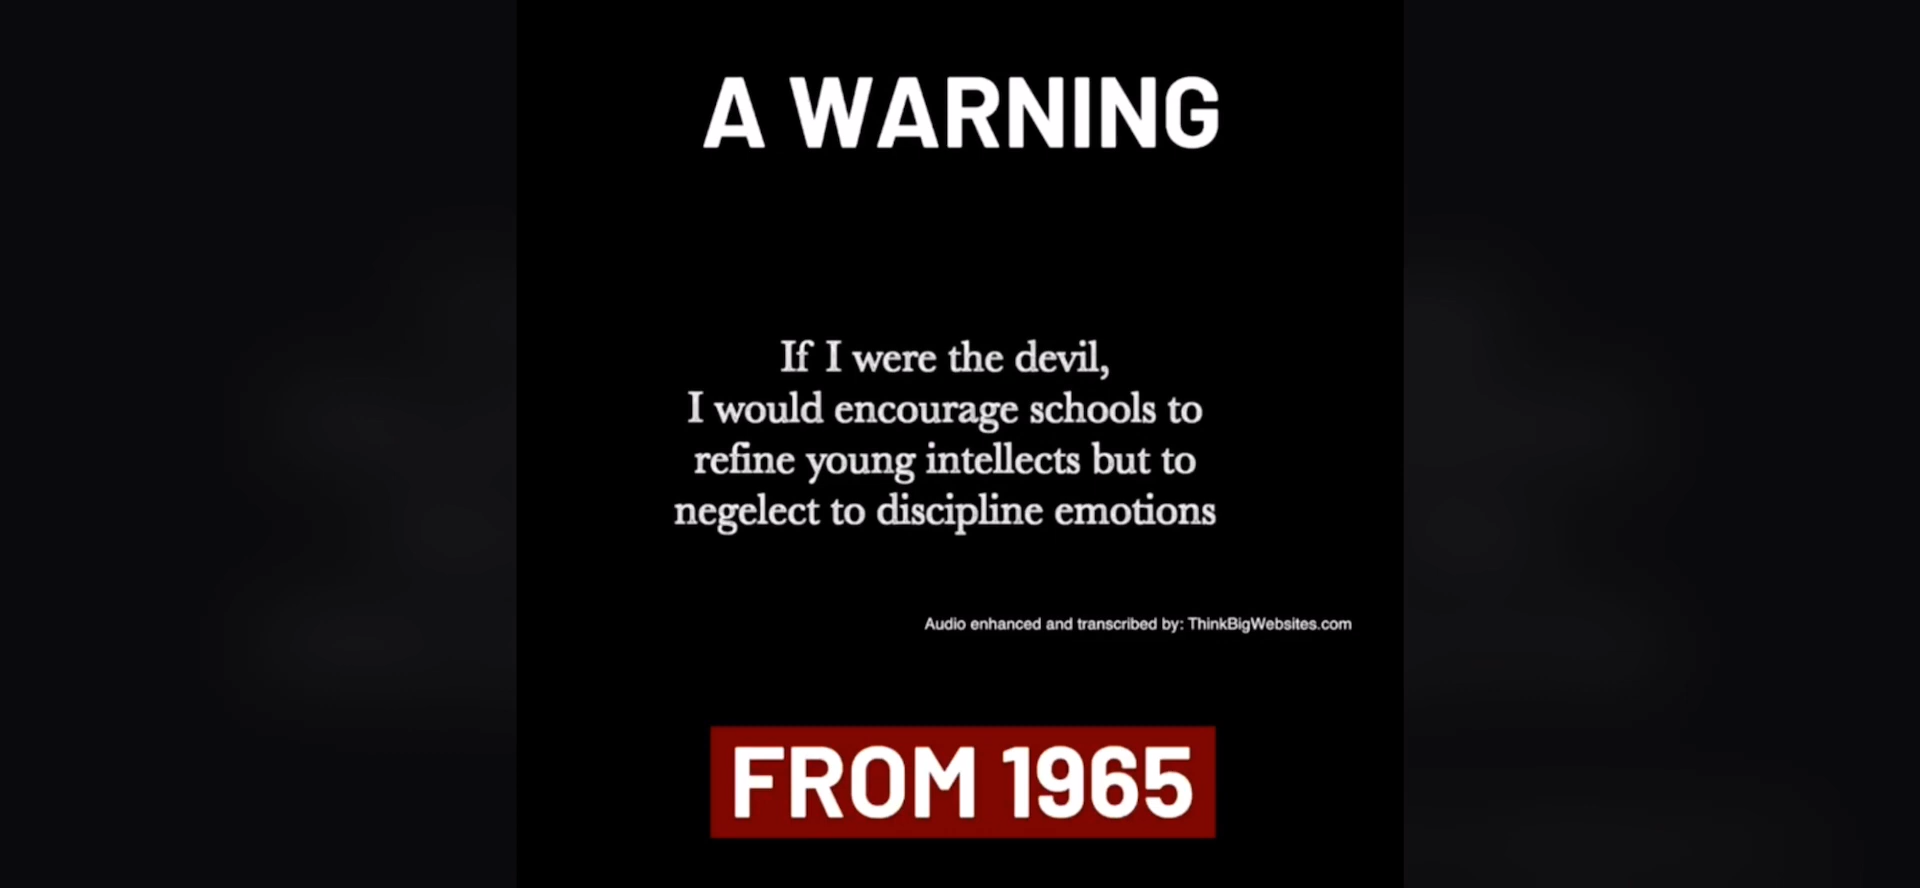 A WARNING
If I were the devil,
I would encourage schools to
refine young intellects but to
negelect to discipline emotions
Audio enhanced and transcribed by: ThinkBigWebsites.com
FROM 1965